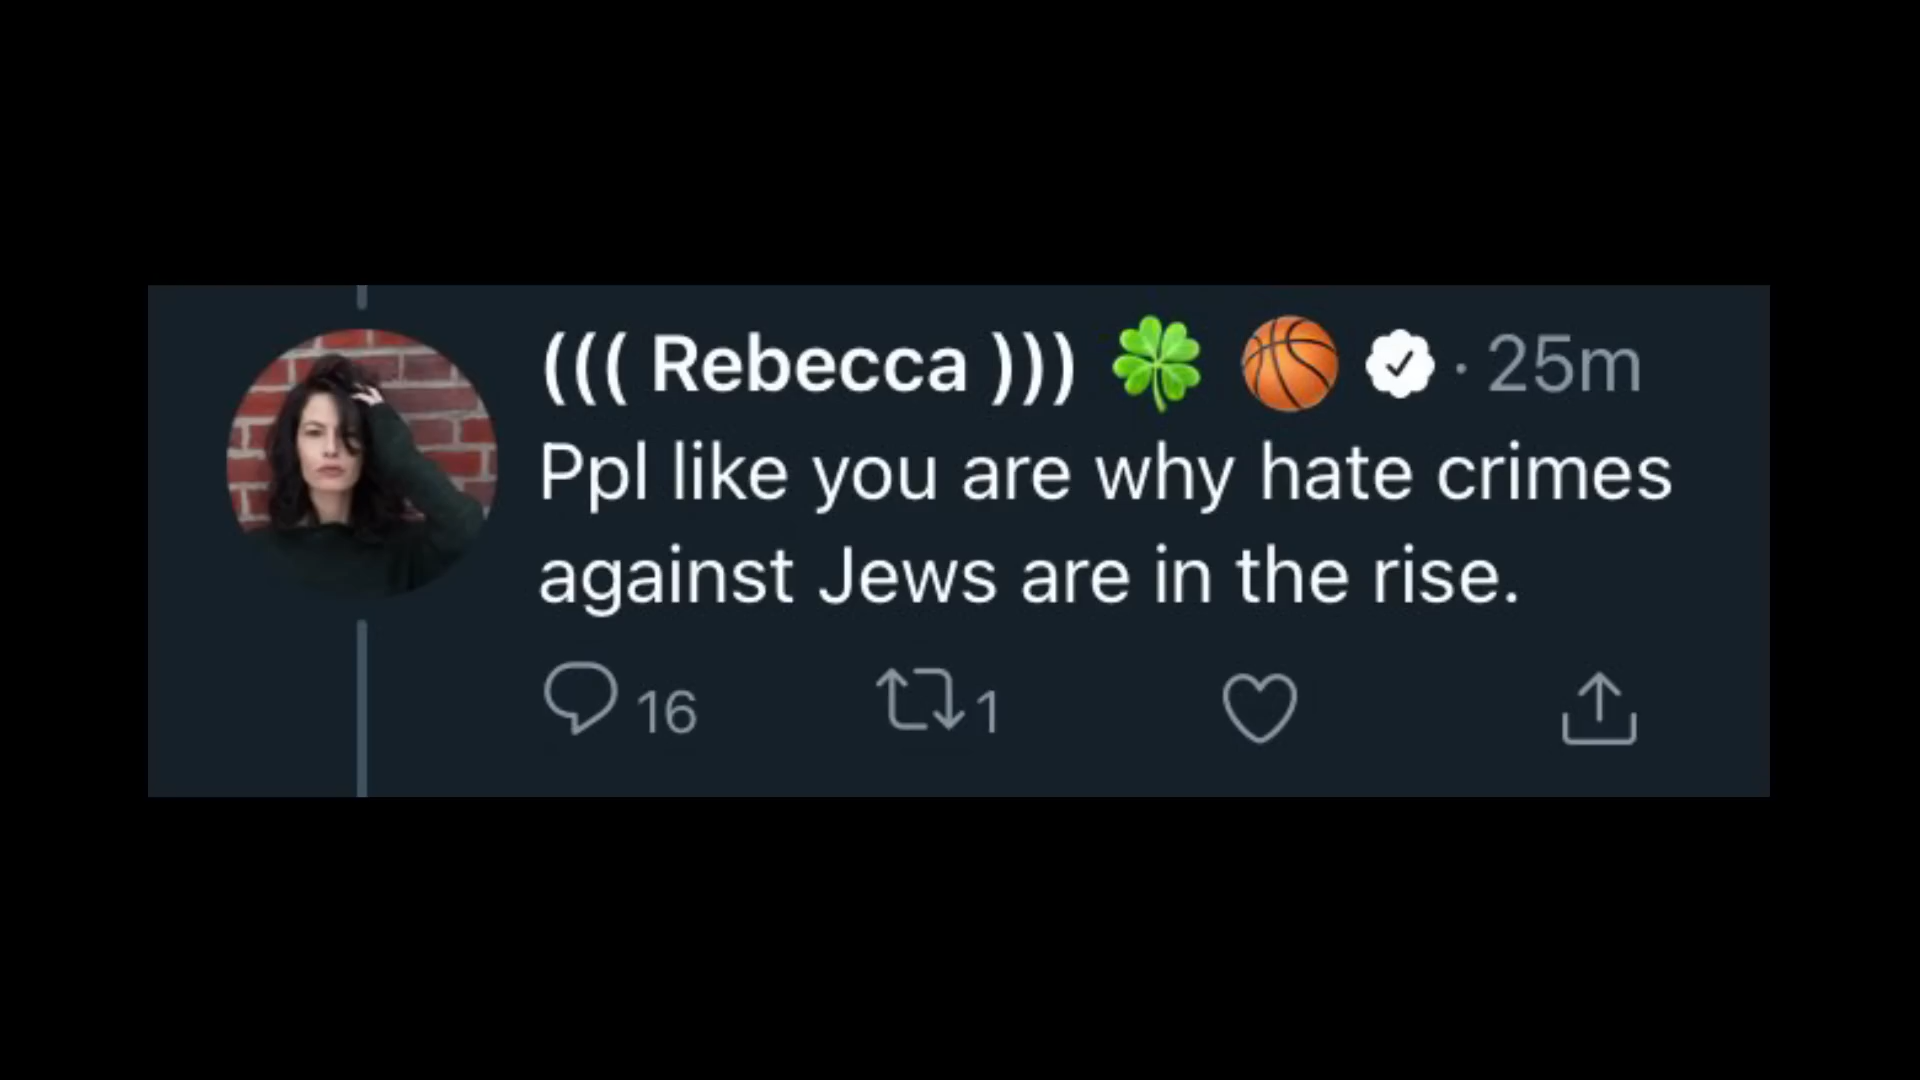 ((( Rebecca ))) 🍀 🏀 · 25m
Ppl like you are why hate crimes
against Jews are in the rise.
16 1